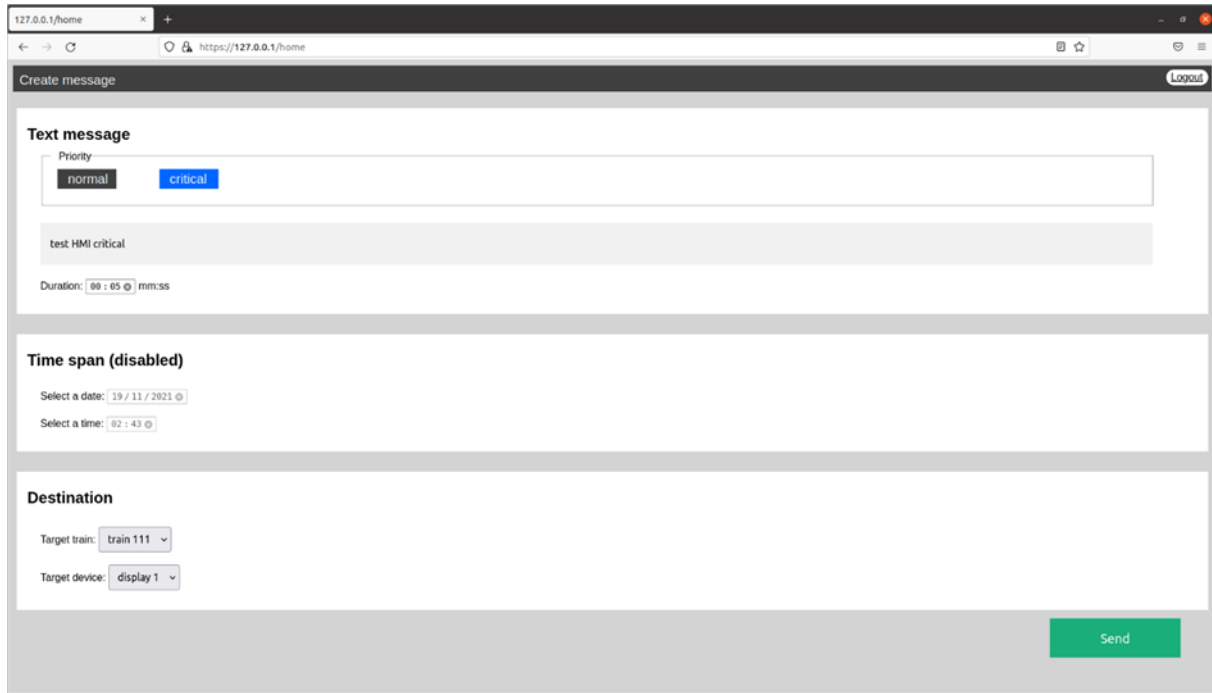 127.0.0.1/home
https://127.0.0.1/home
Create message Logout
Text message
Priority
normal critical
test HMI critical
Duration: 00 : 05 mm:ss
Time span (disabled)
Select a date: 19 / 11 / 2021
Select a time: 02 : 43
Destination
Target train: train 111
Target device: display 1
Send